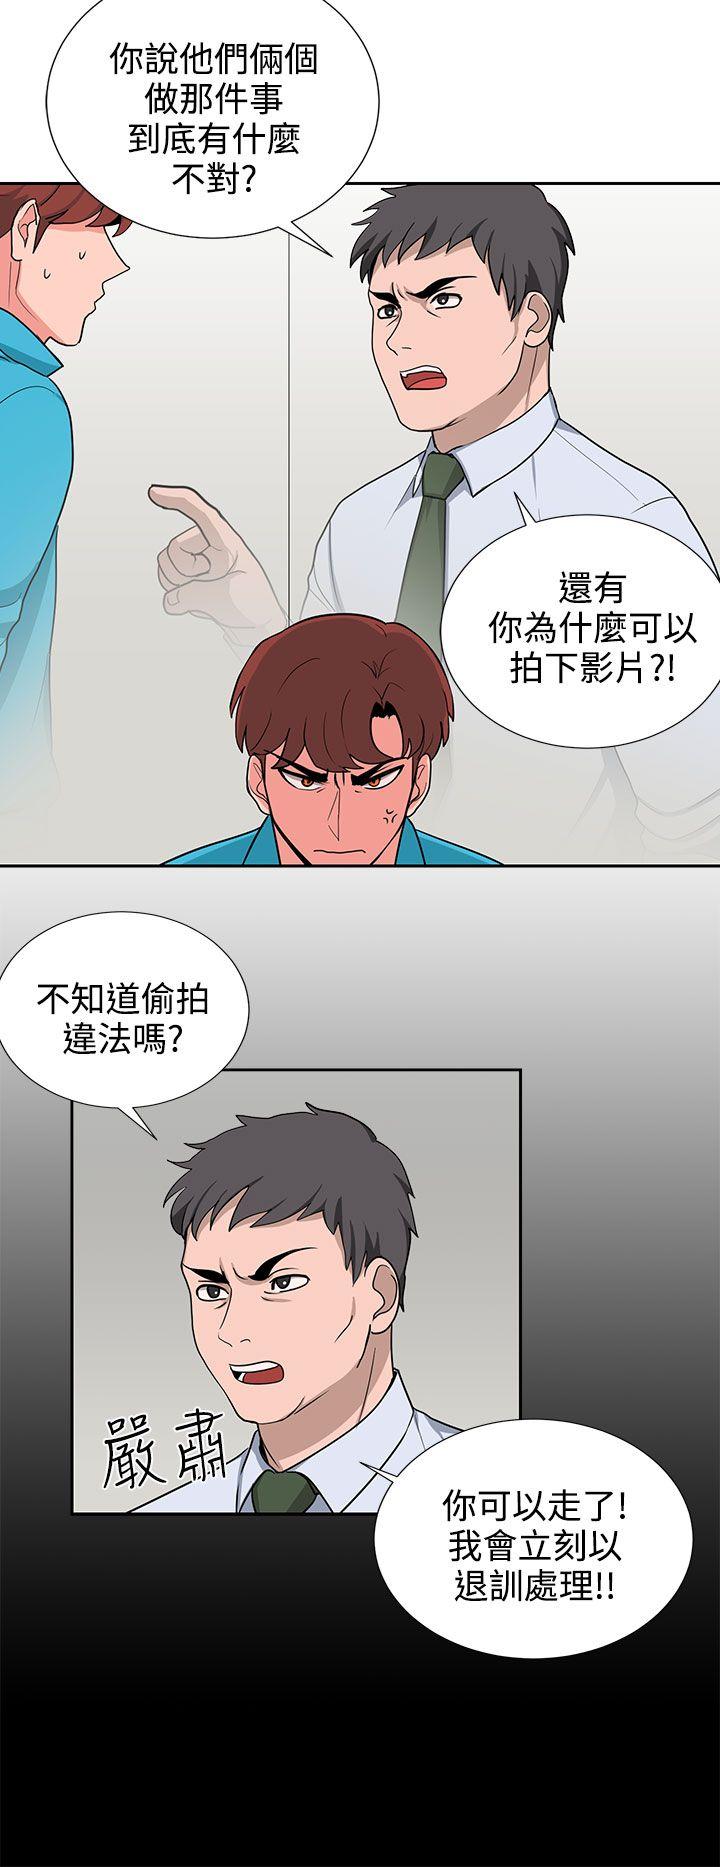 你說他們倆個
做那件事
到底有什麼
不對?
還有
你為什麼可以
拍下影片?!
不知道偷拍
違法嗎?
嚴肅
你可以走了!
我會立刻以
退訓處理!!